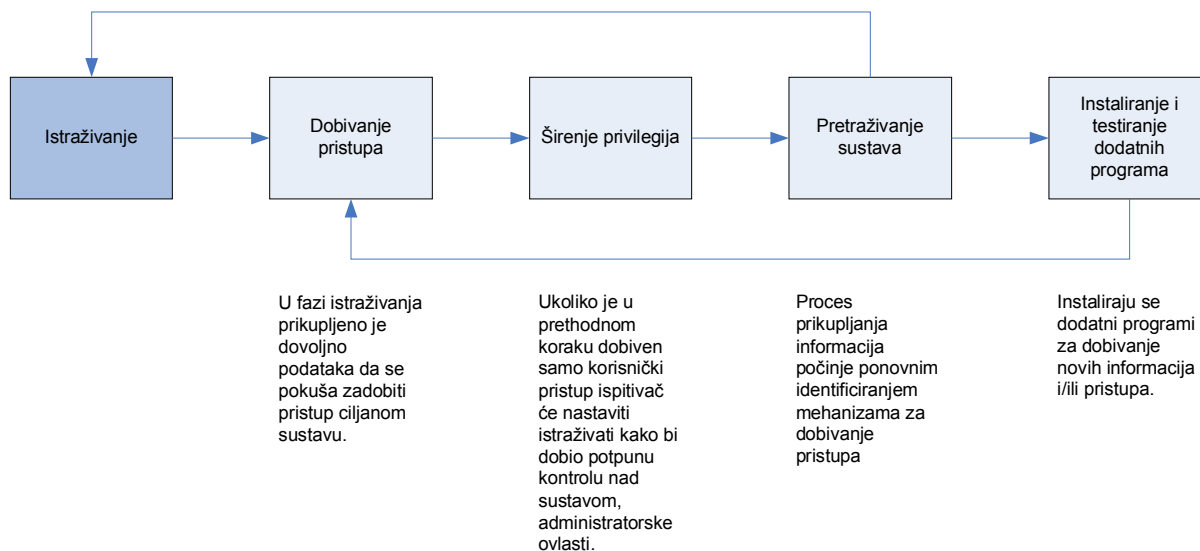 Istraživanje
Dobivanje
pristupa
Širenje privilegija
Pretraživanje
sustava
Instaliranje i
testiranje
dodatnih
programa
U fazi istraživanja
prikupljeno je
dovoljno
podataka da se
pokuša zadobiti
pristup ciljanom
sustavu.
Ukoliko je u
prethodnom
koraku dobiven
samo korisnički
pristup ispitivač
će nastaviti
istraživati kako bi
dobio potpunu
kontrolu nad
sustavom,
administratorske
ovlasti.
Proces
prikupljanja
informacija
počinje ponovnim
identificiranjem
mehanizama za
dobivanje
pristupa
Instaliraju se
dodatni programi
za dobivanje
novih informacija
i/ili pristupa.